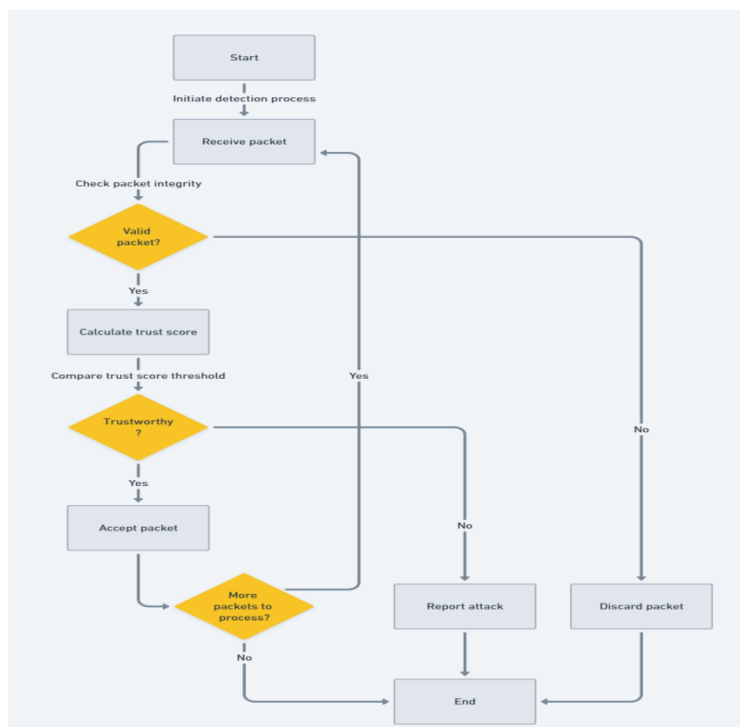 Start
Initiate detection process
Receive packet
Check packet integrity
Valid
packet?
Yes
Calculate trust score
Compare trust score threshold
Yes
Trustworthy
?
No
Yes
Accept packet
No
More
packets to
process?
Report attack
Discard packet
No
End